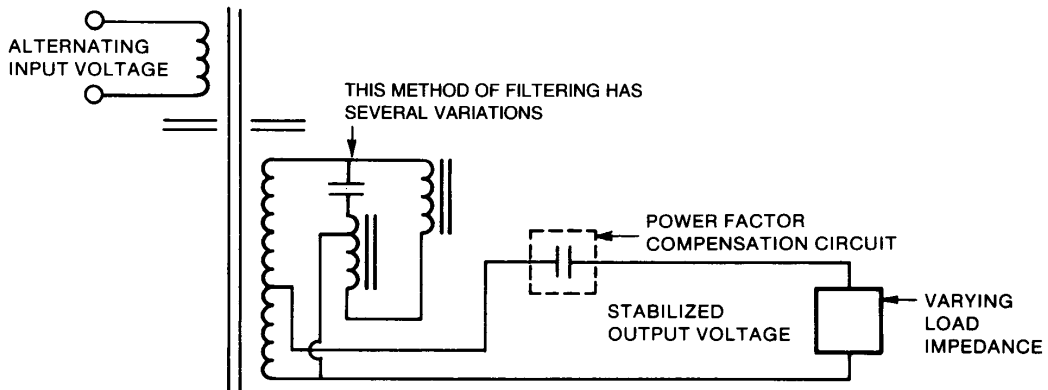 ALTERNATING
INPUT VOLTAGE
THIS METHOD OF FILTERING HAS
SEVERAL VARIATIONS
POWER FACTOR
COMPENSATION CIRCUIT
STABILIZED
OUTPUT VOLTAGE
VARYING
LOAD
IMPEDANCE